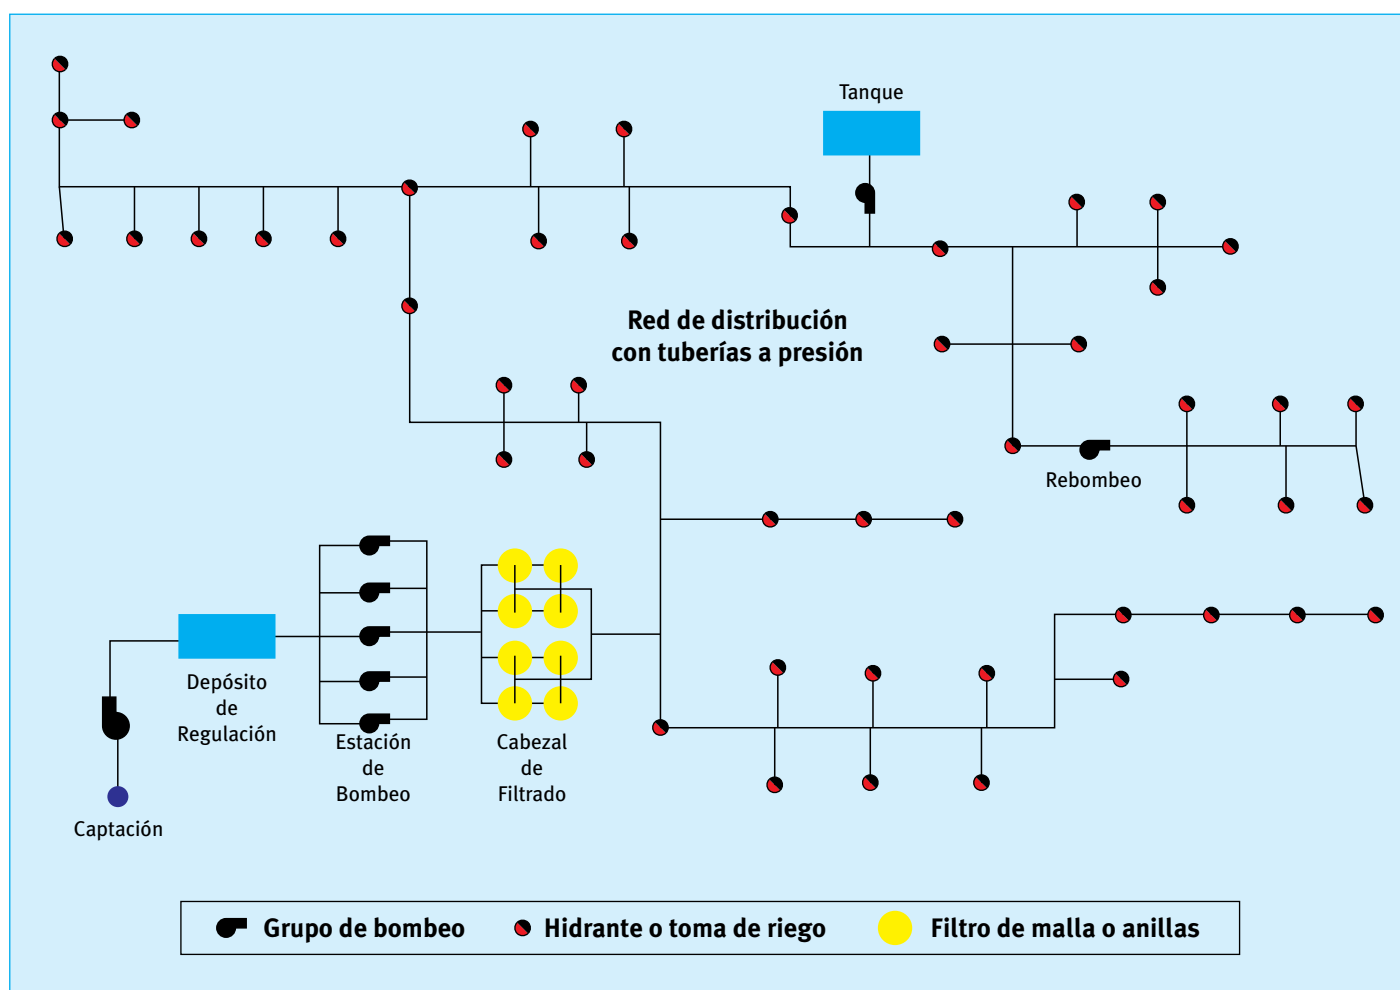 Tanque
Red de distribución
con tuberías a presión
Rebombeo
Depósito
de
Regulación
Estación
de
Bombeo
Cabezal
de
Filtrado
Captación
Grupo de bombeo
Hidrante o toma de riego
Filtro de malla o anillas